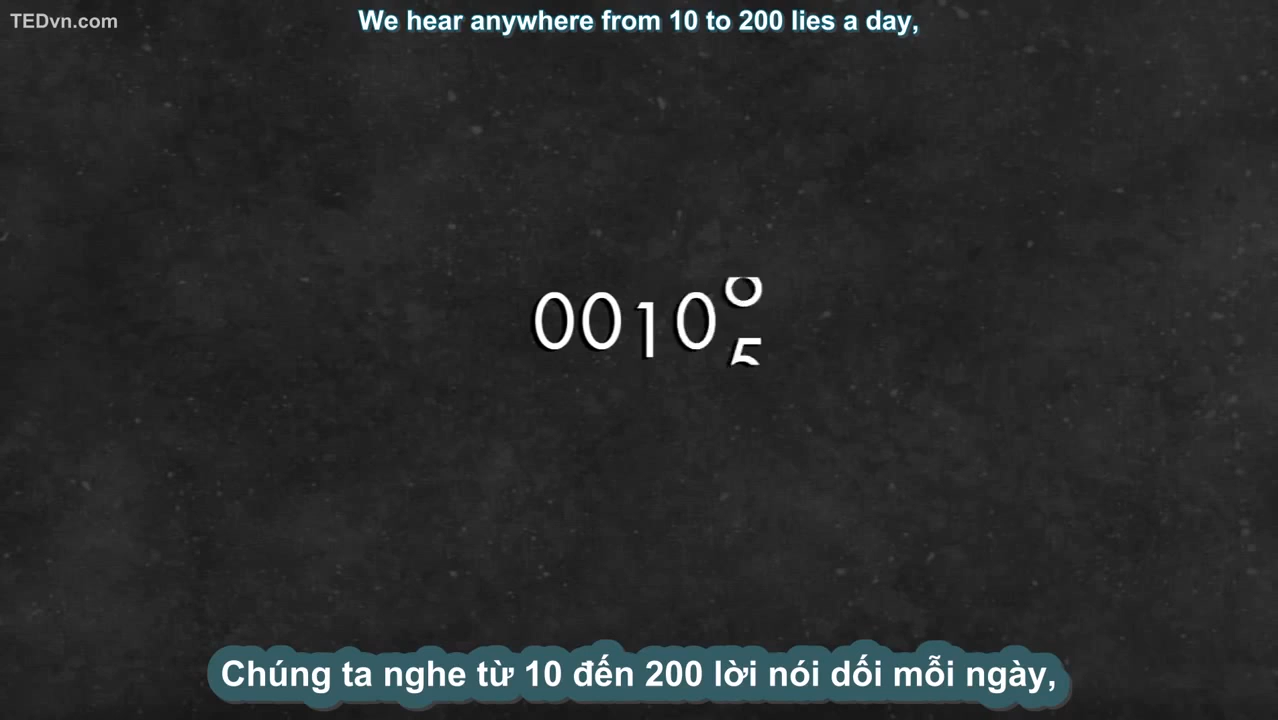 TEDvn.com
We hear anywhere from 10 to 200 lies a day,
0010
Chúng ta nghe từ 10 đến 200 lời nói dối mỗi ngày,